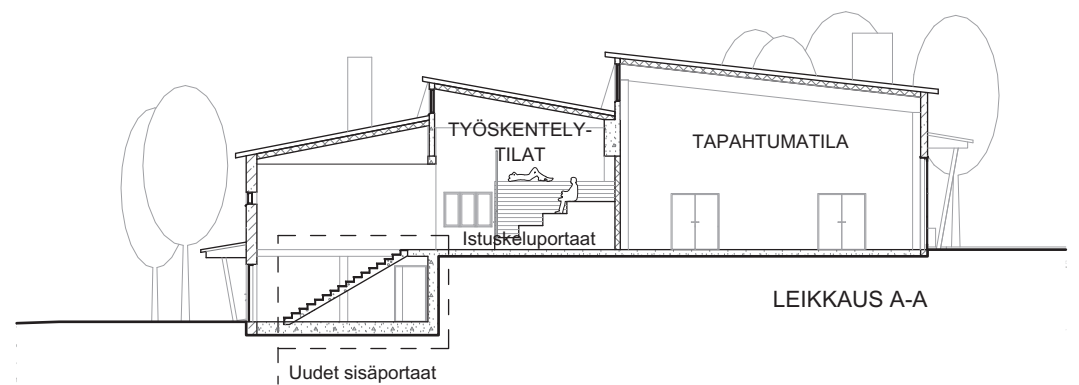 TYÖSKENTELY-
TILAT
TAPAHTUMATILA
Istuskeluportaat
LEIKKAUS A-A
Uudet sisäportaat